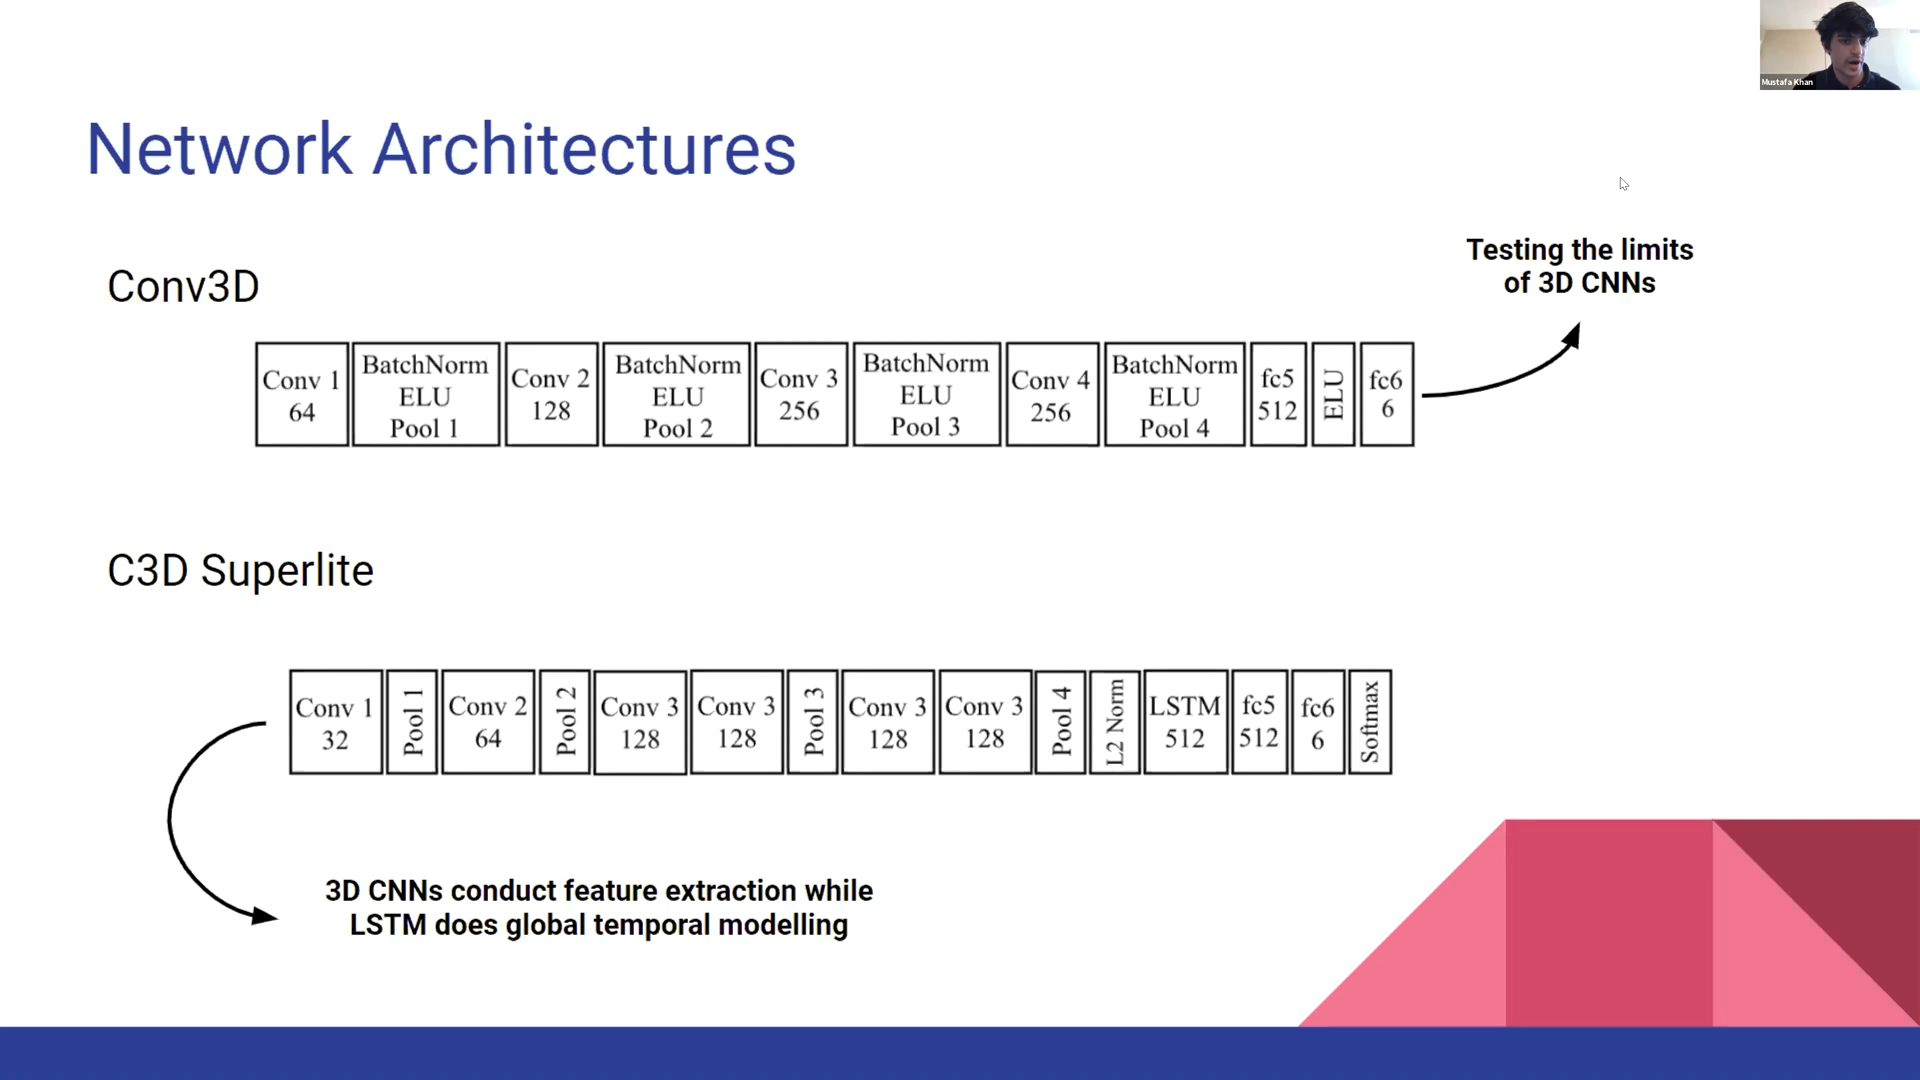 Mustafa Khan
Network Architectures
Testing the limits
of 3D CNNs
Conv3D
Conv 1
64
BatchNorm
ELU
Pool 1
Conv 2
128
BatchNorm
ELU
Pool 2
Conv 3
256
BatchNorm
ELU
Pool 3
Conv 4
256
BatchNorm
ELU
Pool 4
fc5
512
ELU
fc6
6
C3D Superlite
Conv 1
32
Pool 1
Conv 2
64
Pool 2
Conv 3
128
Conv 3
128
Pool 3
Conv 3
128
Conv 3
128
Pool 4
L2 Norm
LSTM
512
fc5
512
fc6
6
Softmax
3D CNNs conduct feature extraction while
LSTM does global temporal modelling